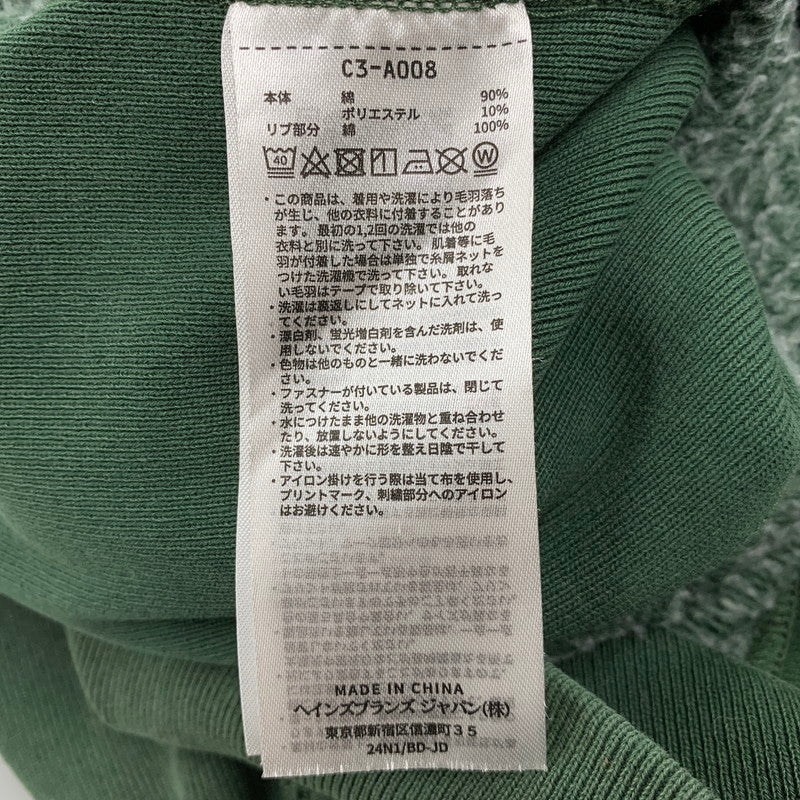 C3-A008
本体 綿 90%
ポリエステル 10%
リブ部分 綿 100%
40 W
・この商品は、着用や洗濯により毛羽落ち
が生じ、他の衣料に付着することがあり
ます。最初の1,2回の洗濯では他の
衣料と別に洗って下さい。肌着等に毛
羽が付着した場合は単独で糸屑ネットを
つけた洗濯機で洗って下さい。取れな
い毛羽はテープで取り除いて下さい。
・洗濯は裏返しにしてネットに入れて洗っ
てください。
・漂白剤、蛍光増白剤を含んだ洗剤は、使
用しないでください。
・色物は他のものと一緒に洗わないでくだ
さい。
・ファスナーが付いている製品は、閉じて
洗ってください。
・水につけたまま他の洗濯物と重ね合わせ
たり、放置しないようにしてください。
・洗濯後は速やかに形を整え日陰で干して
下さい。
・アイロン掛けを行う際は当て布を使用し、
プリントマーク、刺繍部分へのアイロン
はお避けください。
MADE IN CHINA
ヘインズブランズ ジャパン(株)
東京都新宿区信濃町35
24N1/BD-JD